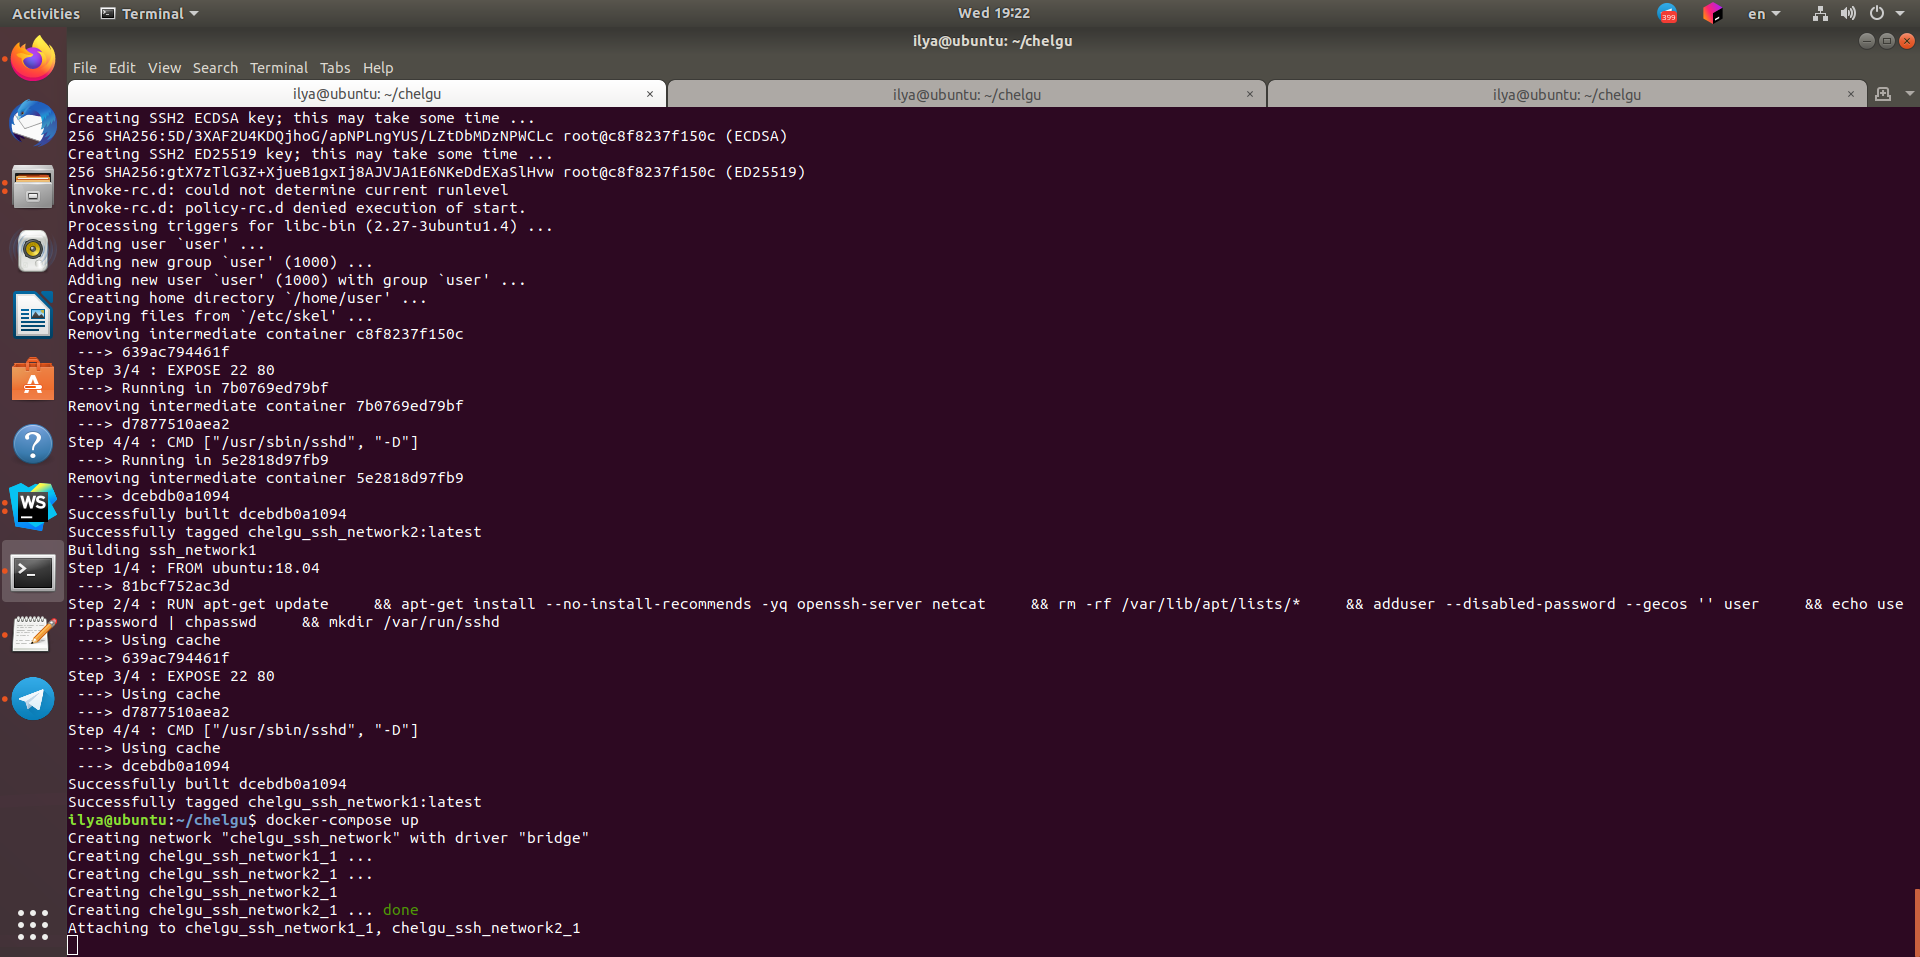 Activities Terminal Wed 19:22 399 en
ilya@ubuntu: ~/chelgu
File Edit View Search Terminal Tabs Help
ilya@ubuntu: ~/chelgu × ilya@ubuntu: ~/chelgu × ilya@ubuntu: ~/chelgu ×
Creating SSH2 ECDSA key; this may take some time ...
256 SHA256:5D/3XAF2U4KDQjhoG/apNPLngYUS/LZtDbMDzNPWCLc root@c8f8237f150c (ECDSA)
Creating SSH2 ED25519 key; this may take some time ...
256 SHA256:gtX7zTlG3Z+XjueB1gxIj8AJVJA1E6NKeDdEXaSlHvw root@c8f8237f150c (ED25519)
invoke-rc.d: could not determine current runlevel
invoke-rc.d: policy-rc.d denied execution of start.
Processing triggers for libc-bin (2.27-3ubuntu1.4) ...
Adding user `user' ...
Adding new group `user' (1000) ...
Adding new user `user' (1000) with group `user' ...
Creating home directory `/home/user' ...
Copying files from `/etc/skel' ...
Removing intermediate container c8f8237f150c
 ---> 639ac794461f
Step 3/4 : EXPOSE 22 80
 ---> Running in 7b0769ed79bf
Removing intermediate container 7b0769ed79bf
 ---> d7877510aea2
Step 4/4 : CMD ["/usr/sbin/sshd", "-D"]
 ---> Running in 5e2818d97fb9
Removing intermediate container 5e2818d97fb9
 ---> dcebdb0a1094
Successfully built dcebdb0a1094
Successfully tagged chelgu_ssh_network2:latest
Building ssh_network1
Step 1/4 : FROM ubuntu:18.04
 ---> 81bcf752ac3d
Step 2/4 : RUN apt-get update     && apt-get install --no-install-recommends -yq openssh-server netcat     && rm -rf /var/lib/apt/lists/*     && adduser --disabled-password --gecos '' user     && echo use
r:password | chpasswd     && mkdir /var/run/sshd
 ---> Using cache
 ---> 639ac794461f
Step 3/4 : EXPOSE 22 80
 ---> Using cache
 ---> d7877510aea2
Step 4/4 : CMD ["/usr/sbin/sshd", "-D"]
 ---> Using cache
 ---> dcebdb0a1094
Successfully built dcebdb0a1094
Successfully tagged chelgu_ssh_network1:latest
ilya@ubuntu:~/chelgu$ docker-compose up
Creating network "chelgu_ssh_network" with driver "bridge"
Creating chelgu_ssh_network1_1 ...
Creating chelgu_ssh_network2_1 ...
Creating chelgu_ssh_network2_1
Creating chelgu_ssh_network2_1 ... done
Attaching to chelgu_ssh_network1_1, chelgu_ssh_network2_1
WS